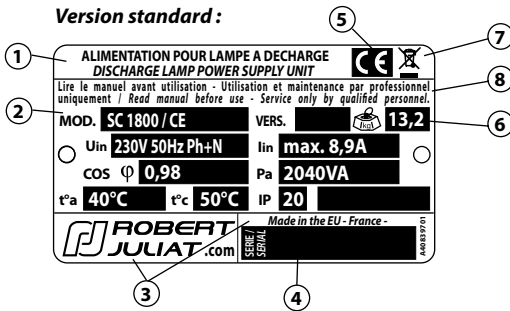 Version standard :
5
1
ALIMENTATION POUR LAMPE A DECHARGE
DISCHARGE LAMP POWER SUPPLY UNIT
CE
7
Lire le manuel avant utilisation - Utilisation et maintenance par professionnel
uniquement / Read manual before use - Service only by qualified personnel.
8
2
MOD. SC 1800 / CE VERS. (kg) 13,2
6
Uin 230V 50Hz Ph+N Iin max. 8,9A
cos φ 0,98 Pa 2040VA
t°a 40°C t°c 50°C IP 20
ROBERT
JULIAT.com
SERIE /
SERIAL
Made in the EU - France -
A40839701
3
4